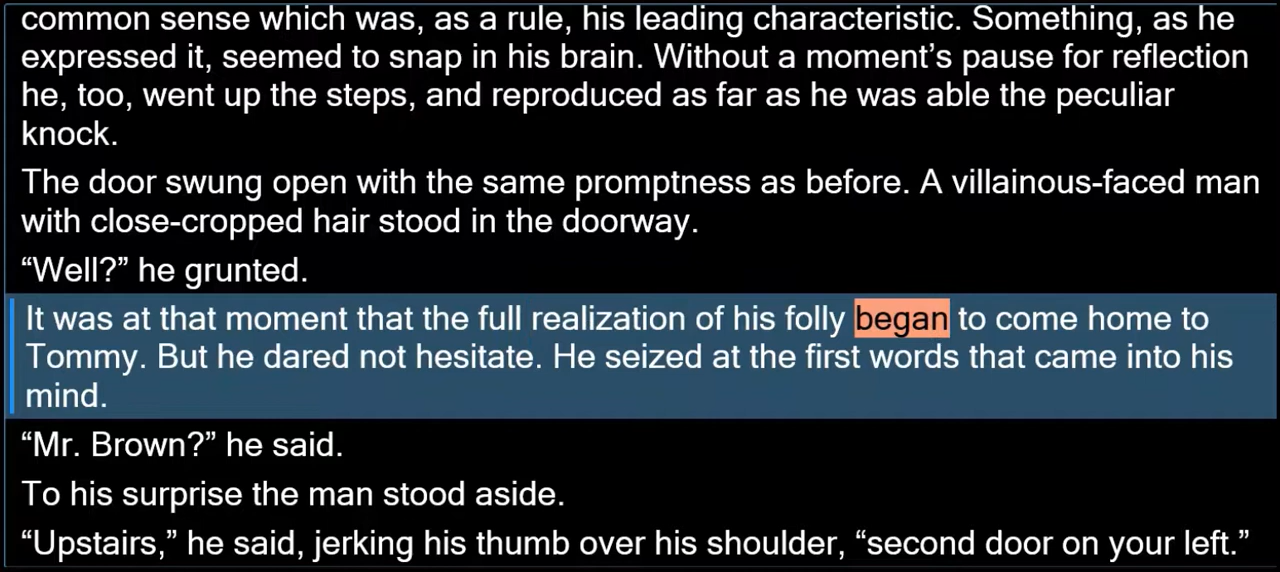 common sense which was, as a rule, his leading characteristic. Something, as he
expressed it, seemed to snap in his brain. Without a moment’s pause for reflection
he, too, went up the steps, and reproduced as far as he was able the peculiar
knock.
The door swung open with the same promptness as before. A villainous-faced man
with close-cropped hair stood in the doorway.
“Well?” he grunted.
It was at that moment that the full realization of his folly began to come home to
Tommy. But he dared not hesitate. He seized at the first words that came into his
mind.
“Mr. Brown?” he said.
To his surprise the man stood aside.
“Upstairs,” he said, jerking his thumb over his shoulder, “second door on your left.”